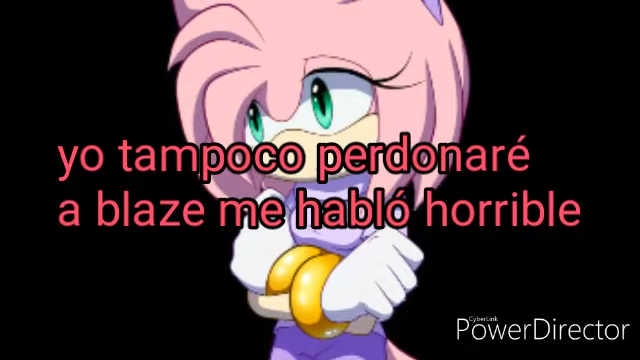 yo tampoco perdonaré
a blaze me habló horrible
CyberLink
PowerDirector